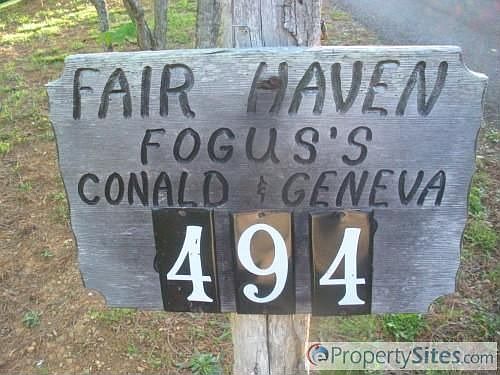 FAIR HAVEN
FOGUS'S
CONALD & GENEVA
494
PropertySites.com